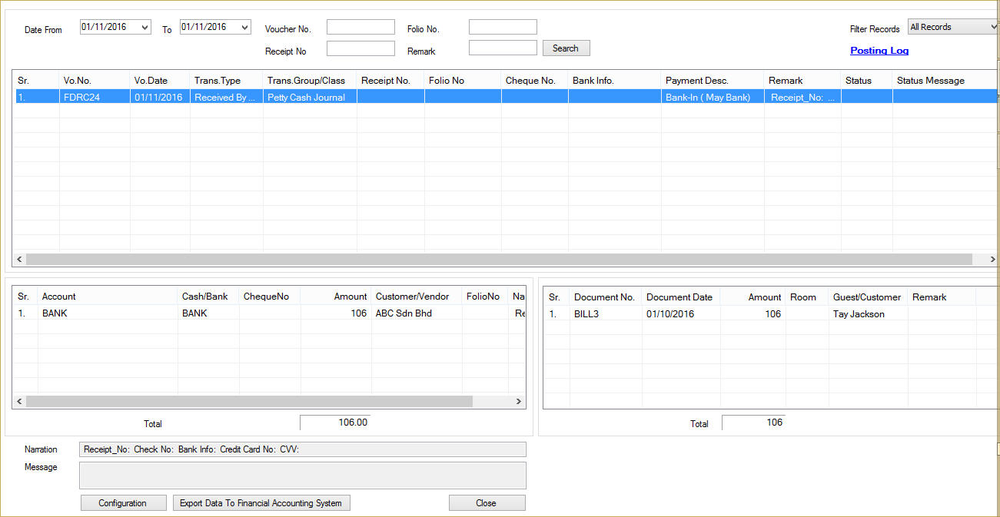 Date From 01/11/2016 To 01/11/2016 Voucher No. Folio No. Filter Records All Records
Receipt No Remark Search Posting Log
Sr. Vo.No. Vo.Date Trans.Type Trans.Group/Class Receipt No. Folio No Cheque No. Bank Info. Payment Desc. Remark Status Status Message
1. FDRC24 01/11/2016 Received By ... Petty Cash Journal Bank-In ( May Bank) Receipt_No: ...
Sr. Account Cash/Bank ChequeNo Amount Customer/Vendor FolioNo Na
1. BANK BANK 106 ABC Sdn Bhd Re
Total 106.00
Sr. Document No. Document Date Amount Room Guest/Customer Remark
1. BILL3 01/10/2016 106 Tay Jackson
Total 106
Narration Receipt_No: Check No: Bank Info: Credit Card No: CVV:
Message
Configuration Export Data To Financial Accounting System Close